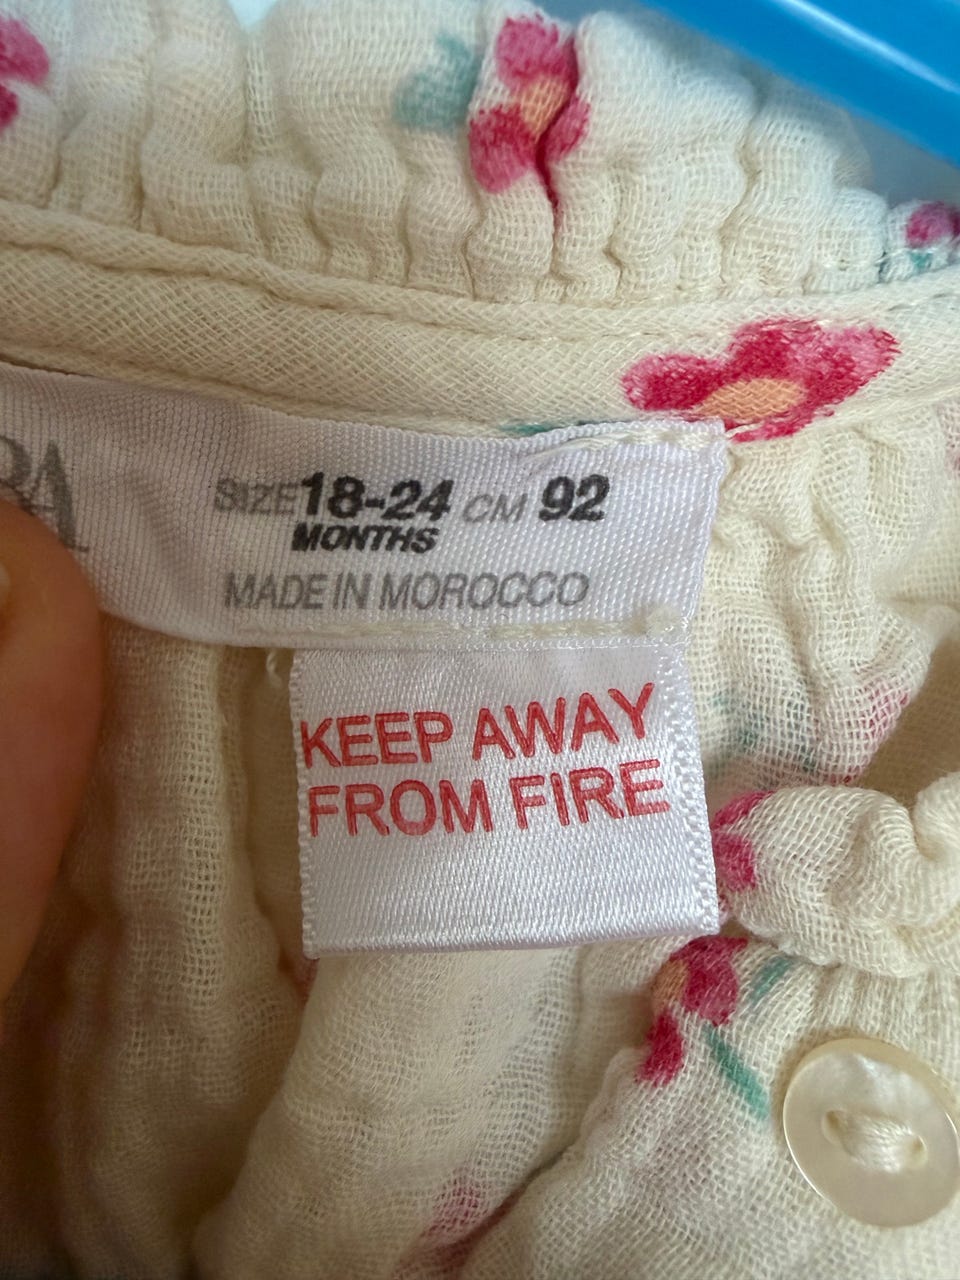 SIZE 18-24 CM 92
MONTHS
MADE IN MOROCCO
KEEP AWAY
FROM FIRE